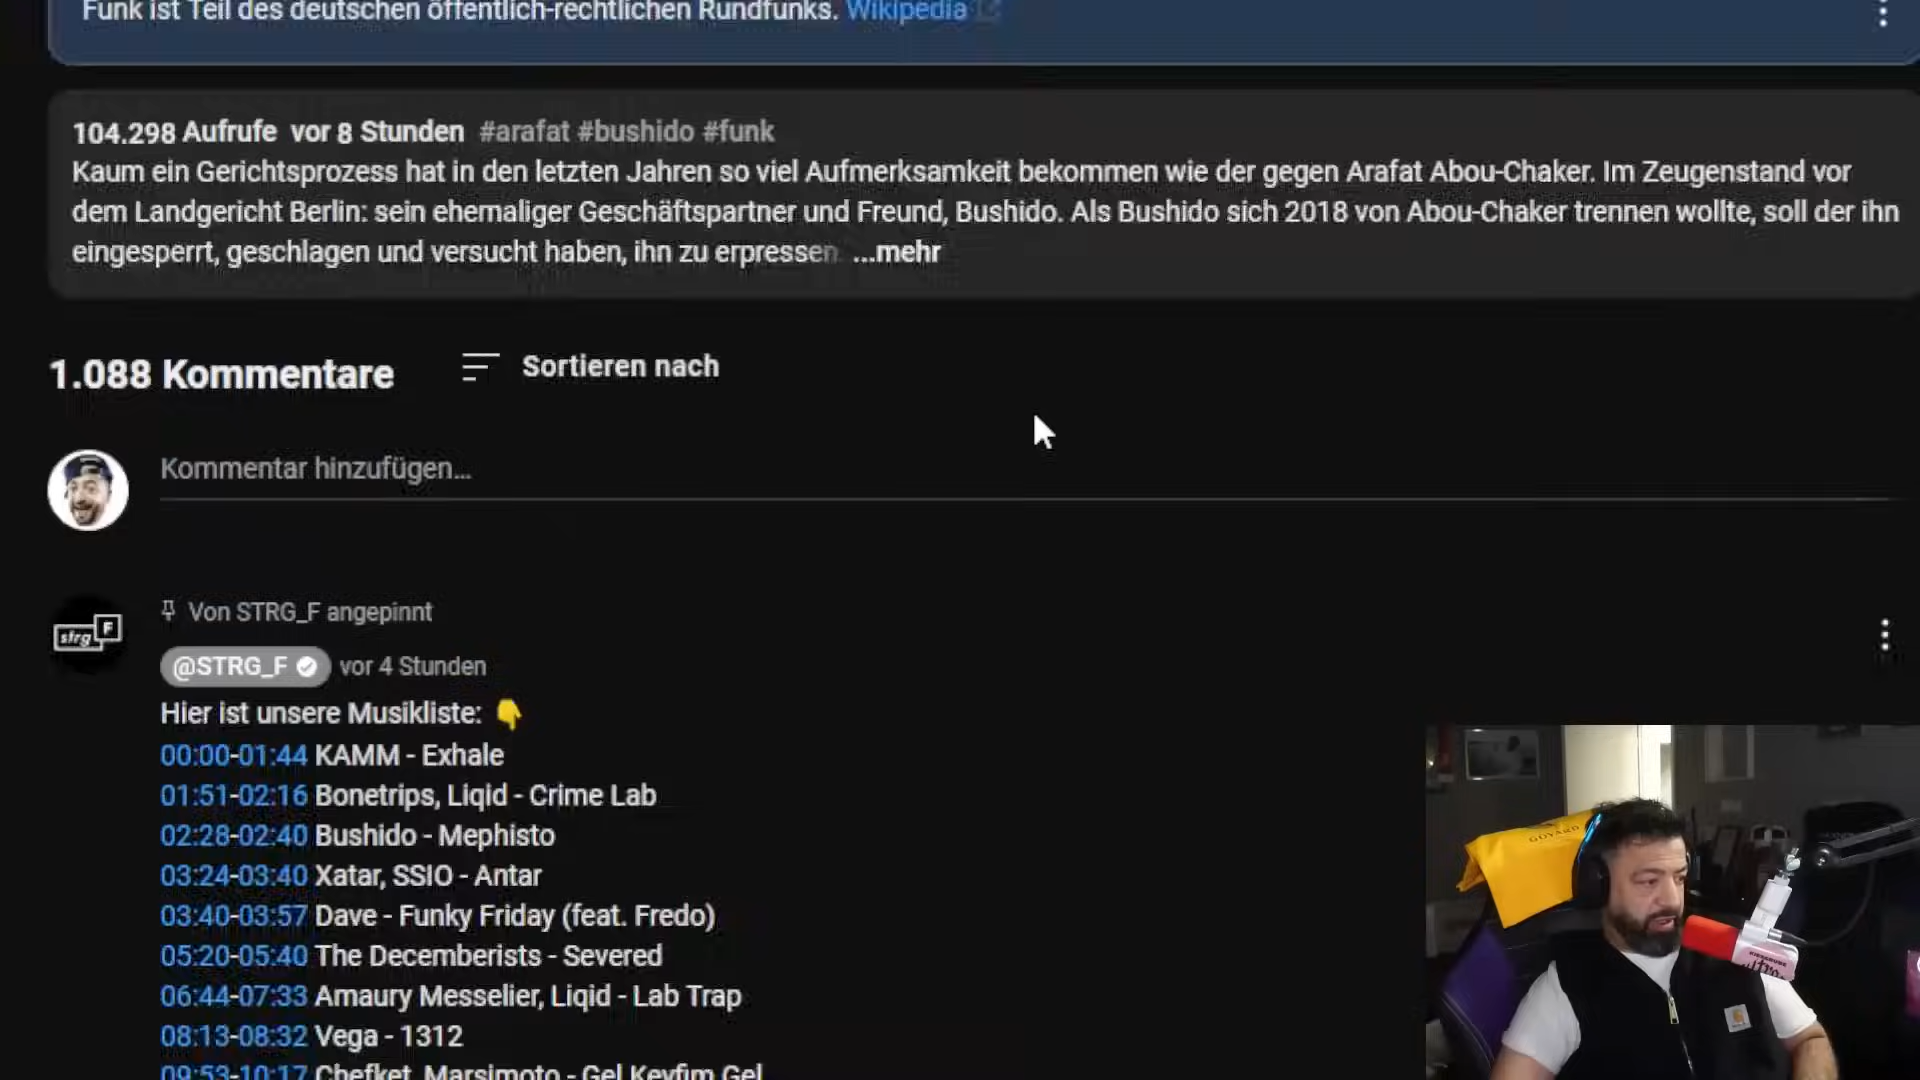 Funk ist Teil des deutschen öffentlich-rechtlichen Rundfunks. Wikipedia
104.298 Aufrufe vor 8 Stunden #arafat #bushido #funk
Kaum ein Gerichtsprozess hat in den letzten Jahren so viel Aufmerksamkeit bekommen wie der gegen Arafat Abou-Chaker. Im Zeugenstand vor
dem Landgericht Berlin: sein ehemaliger Geschäftspartner und Freund, Bushido. Als Bushido sich 2018 von Abou-Chaker trennen wollte, soll der ihn
eingesperrt, geschlagen und versucht haben, ihn zu erpressen ...mehr
1.088 Kommentare
Sortieren nach
Kommentar hinzufügen...
Von STRG_F angepinnt
strg F
@STRG_F vor 4 Stunden
Hier ist unsere Musikliste: 👇
00:00-01:44 KAMM - Exhale
01:51-02:16 Bonetrips, Liqid - Crime Lab
02:28-02:40 Bushido - Mephisto
03:24-03:40 Xatar, SSIO - Antar
03:40-03:57 Dave - Funky Friday (feat. Fredo)
05:20-05:40 The Decemberists - Severed
06:44-07:33 Amaury Messelier, Liqid - Lab Trap
08:13-08:32 Vega - 1312
09:53-10:17 Chefket, Marsimoto - Gel Keyfim Gel
GOYARD